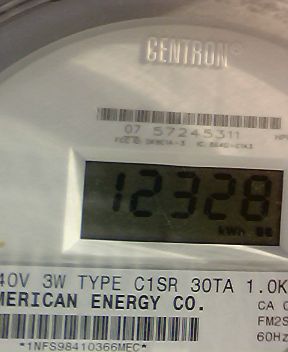 CENTRON®
07 57245311
12328
kWh 88
40V 3W TYPE C1SR 30TA 1.0K
MERICAN ENERGY CO.
CA
FM2S
60Hz
*1NFS98410366MEC*